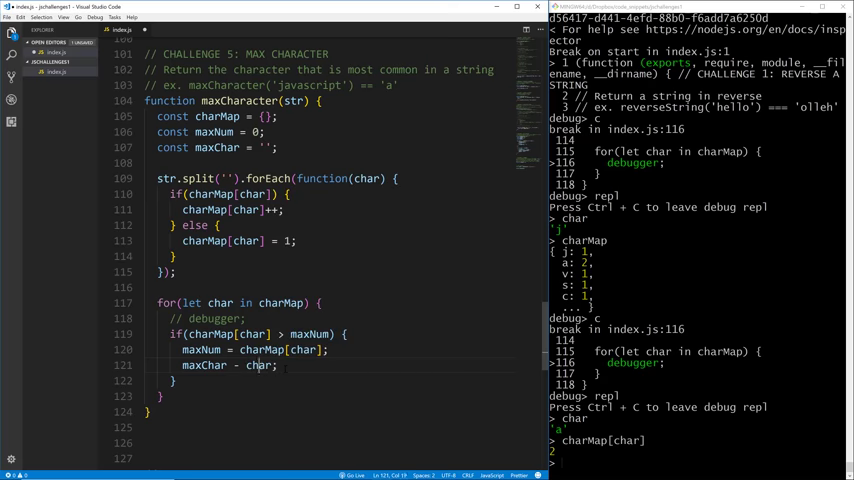 index.js - Visual Studio Code
File Edit Selection View Go Debug Tasks Help
OPEN EDITORS 1 UNSAVED
index.js
JSCHALLENGES1
index.js
index.js
100
101 // CHALLENGE 5: MAX CHARACTER
102 // Return the character that is most common in a string
103 // ex. maxCharacter('javascript') == 'a'
104 function maxCharacter(str) {
105 const charMap = {};
106 const maxNum = 0;
107 const maxChar = '';
108
109 str.split('').forEach(function(char) {
110 if(charMap[char]) {
111 charMap[char]++;
112 } else {
113 charMap[char] = 1;
114 }
115 });
116
117 for(let char in charMap) {
118 // debugger;
119 if(charMap[char] > maxNum) {
120 maxNum = charMap[char];
121 maxChar - char;
122 }
123 }
124 }
125
126
127
0 0
Go Live Ln 121, Col 19 Spaces: 2 UTF-8 CRLF JavaScript Prettier
MINGW64:/d/Dropbox/code_snippets/jschallenges1
d56417-d441-4efd-88b0-f6add7a6250d
< For help see https://nodejs.org/en/docs/insp
ector
Beak on start in index.js:1
> 1 (function (exports, require, module, __fil
ename, __dirname) { // CHALLENGE 1: REVERSE A
STRING
2 // Return a string in reverse
3 // ex. reverseString('hello') === 'olleh'
debug> c
break in index.js:116
114
115 for(let char in charMap) {
>116 debugger;
117 }
118 }
debug> repl
Press Ctrl + C to leave debug repl
> char
'j'
> charMap
{ j: 1,
a: 2,
v: 1,
s: 1,
c: 1,
... }
debug> c
break in index.js:116
114
115 for(let char in charMap) {
>116 debugger;
117 }
118 }
debug> repl
Press Ctrl + C to leave debug repl
> char
'a'
> charMap[char]
2
>